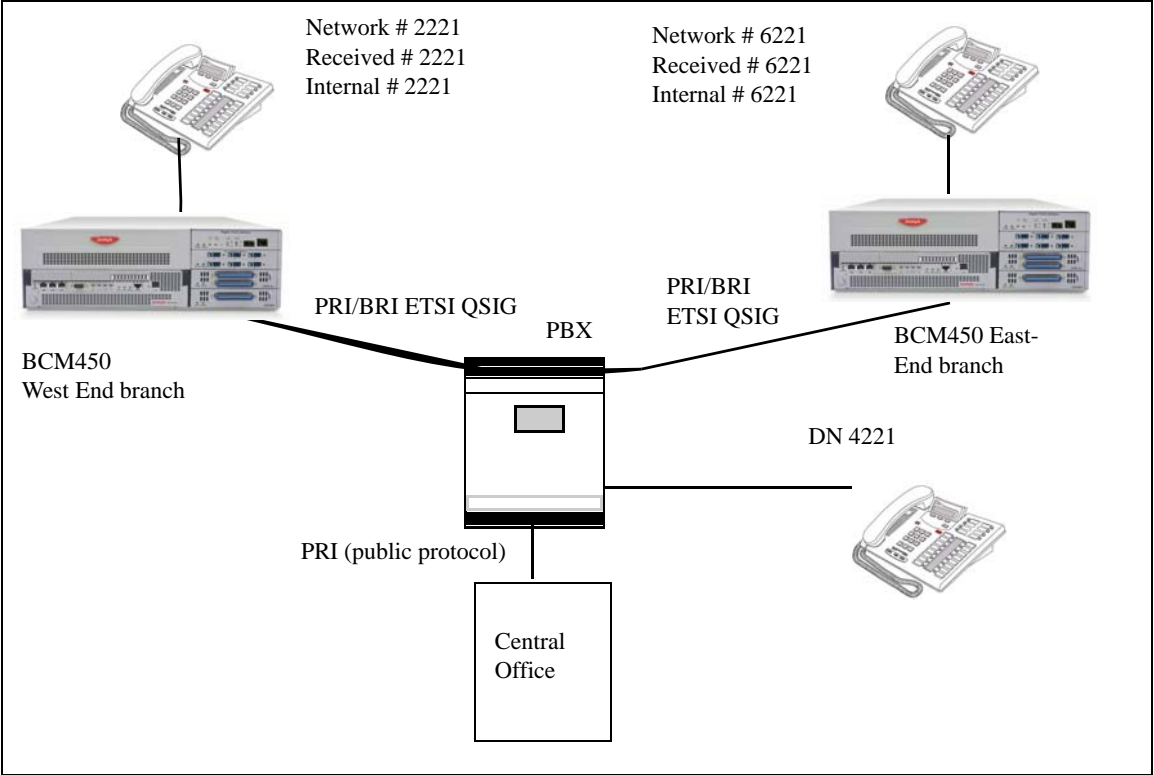 Network # 2221
Received # 2221
Internal # 2221
Network # 6221
Received # 6221
Internal # 6221
PRI/BRI ETSI QSIG
PBX
PRI/BRI
ETSI QSIG
BCM450
West End branch
BCM450 East-
End branch
DN 4221
PRI (public protocol)
Central
Office